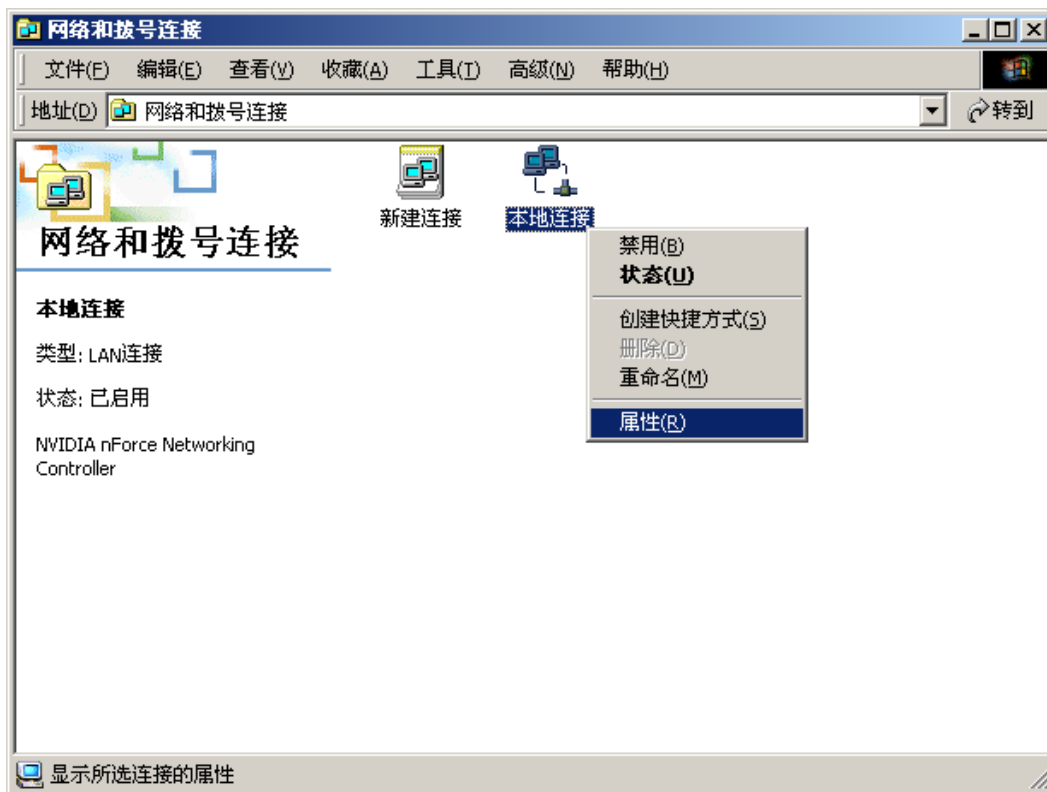 网络和拨号连接
文件(F) 编辑(E) 查看(V) 收藏(A) 工具(T) 高级(N) 帮助(H)
地址(D) 网络和拨号连接 转到
新建连接 本地连接
网络和拨号连接
本地连接
类型: LAN连接
状态: 已启用
NVIDIA nForce Networking
Controller
禁用(B)
状态(U)
创建快捷方式(S)
删除(D)
重命名(M)
属性(R)
显示所选连接的属性